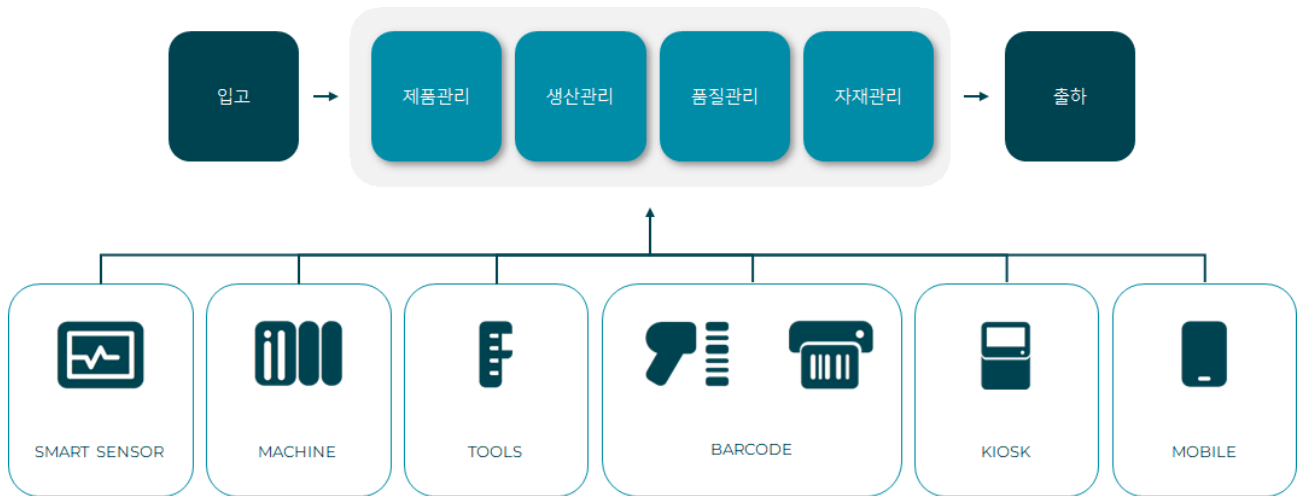 입고
제품관리
생산관리
품질관리
자재관리
출하
SMART SENSOR
MACHINE
TOOLS
BARCODE
KIOSK
MOBILE